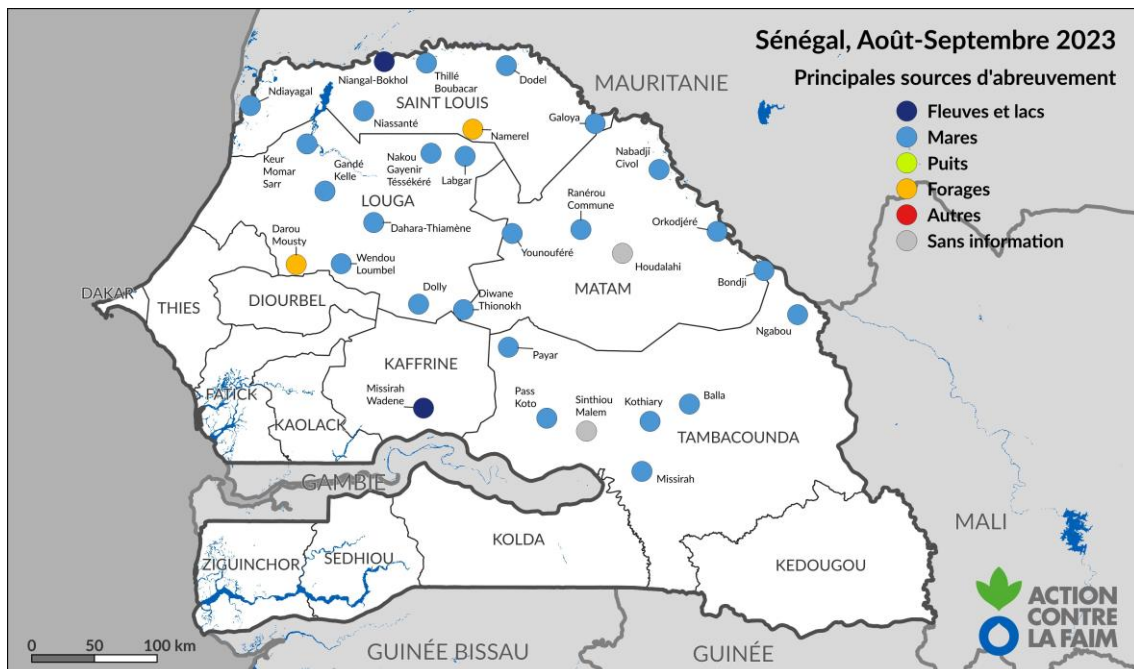 Sénégal, Août-Septembre 2023
Principales sources d'abreuvement
Fleuves et lacs
Mares
Puits
Forages
Autres
Sans information
MAURITANIE
Niangal-Bokhol
Thillé
Boubacar
Dodel
Ndiayagal
SAINT LOUIS
Niassanté
Namerel
Galoya
Keur
Momar
Sarr
Gandé
Kelle
Nakou
Gayenir
Téssékéré
Labgar
Nabadji
Civol
LOUGA
Ranérou
Commune
Orkodjéré
Dahara-Thiamène
Younouféré
Darou
Mousty
Wendou
Loumbel
Houdalahi
Bondji
DAKAR
THIES
DIOURBEL
Dolly
Diwane
Thionokh
MATAM
Ngabou
Payar
KAFFRINE
Missirah
Wadene
FATICK
KAOLACK
Pass
Koto
Sinthiou
Malem
Kothiary
Balla
TAMBACOUNDA
Missirah
GAMBIE
MALI
ZIGUINCHOR
SEDHIOU
KOLDA
KEDOUGOU
GUINÉE BISSAU
GUINÉE
0 50 100 km
ACTION
CONTRE
LA FAIM